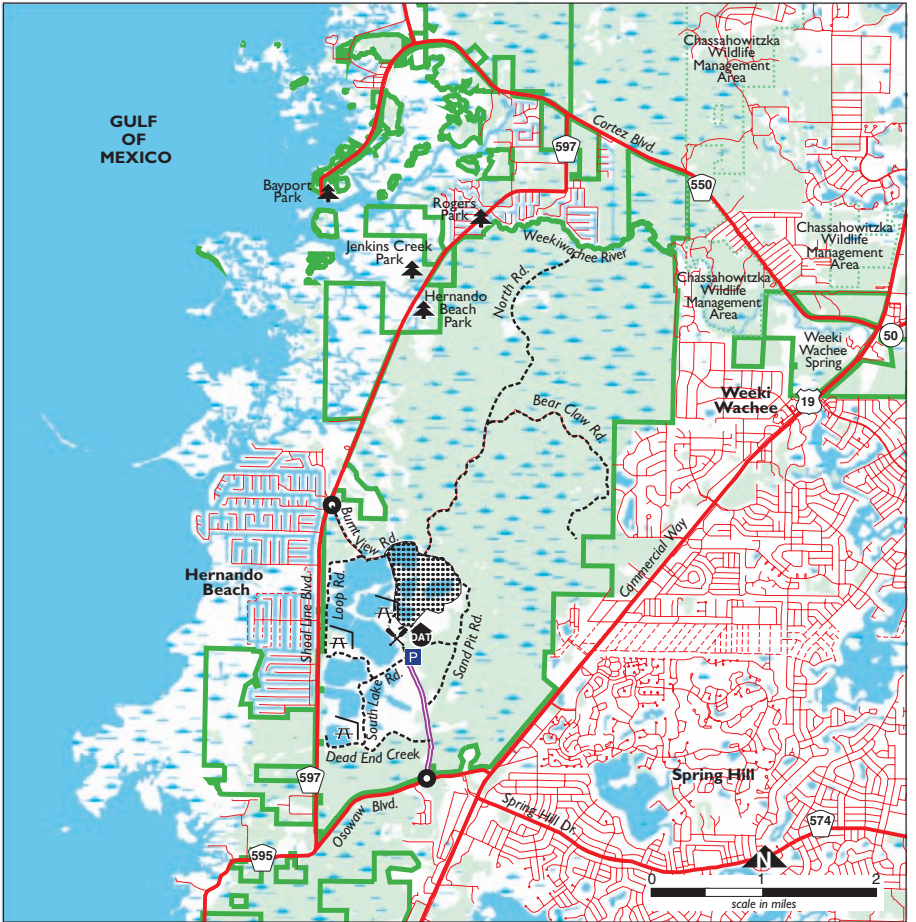 Chassahowitzka
Wildlife
Management
Area
GULF
OF
MEXICO
Cortez Blvd.
597
550
Bayport
Park
Rogers
Park
Weekiwachee River
Chassahowitzka
Wildlife
Management
Area
Jenkins Creek
Park
North Rd.
Chassahowitzka
Wildlife
Management
Area
Hernando
Beach
Park
Weeki
Wachee
Spring
50
Weeki
Wachee
19
Bear Claw Rd.
Burnt View Rd.
Commercial Way
Hernando
Beach
Shoal Line Blvd.
Loop Rd.
DAT
P
Sand Pit Rd.
South Lake Rd.
Dead End Creek
597
Osowaw Blvd.
Spring Hill
Spring Hill Dr.
574
595
N
0 1 2
scale in miles